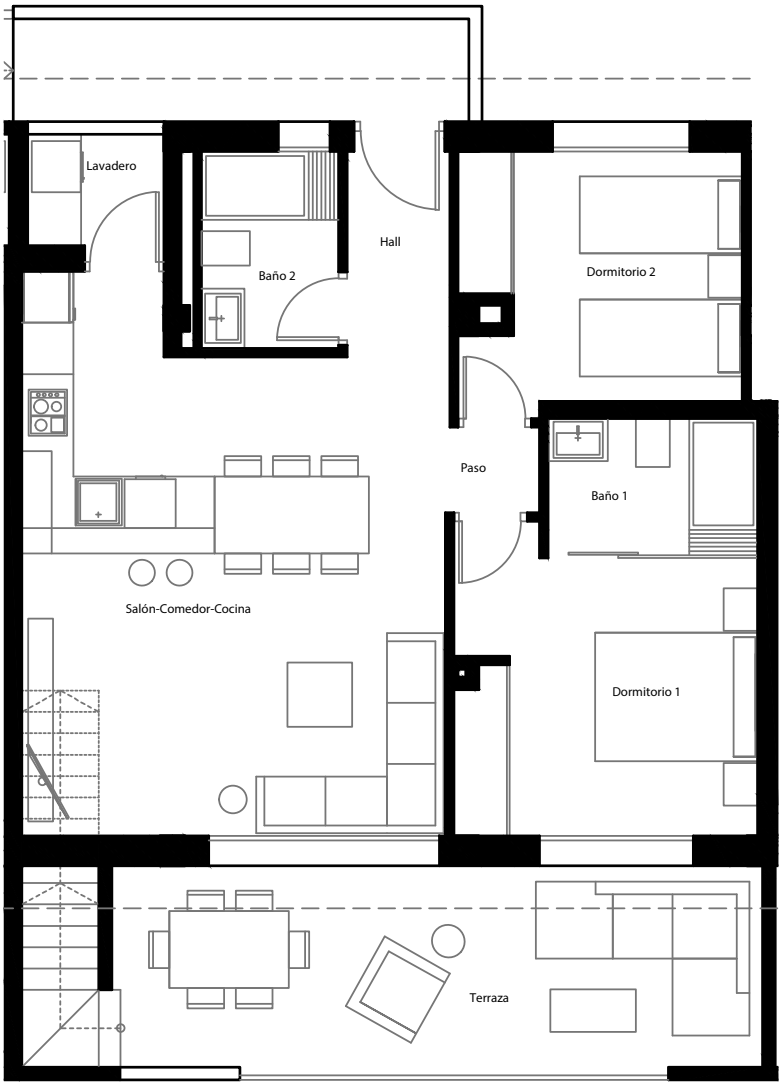 Lavadero
Hall
Baño 2
Dormitorio 2
Paso
Baño 1
Salón-Comedor-Cocina
Dormitorio 1
Terraza